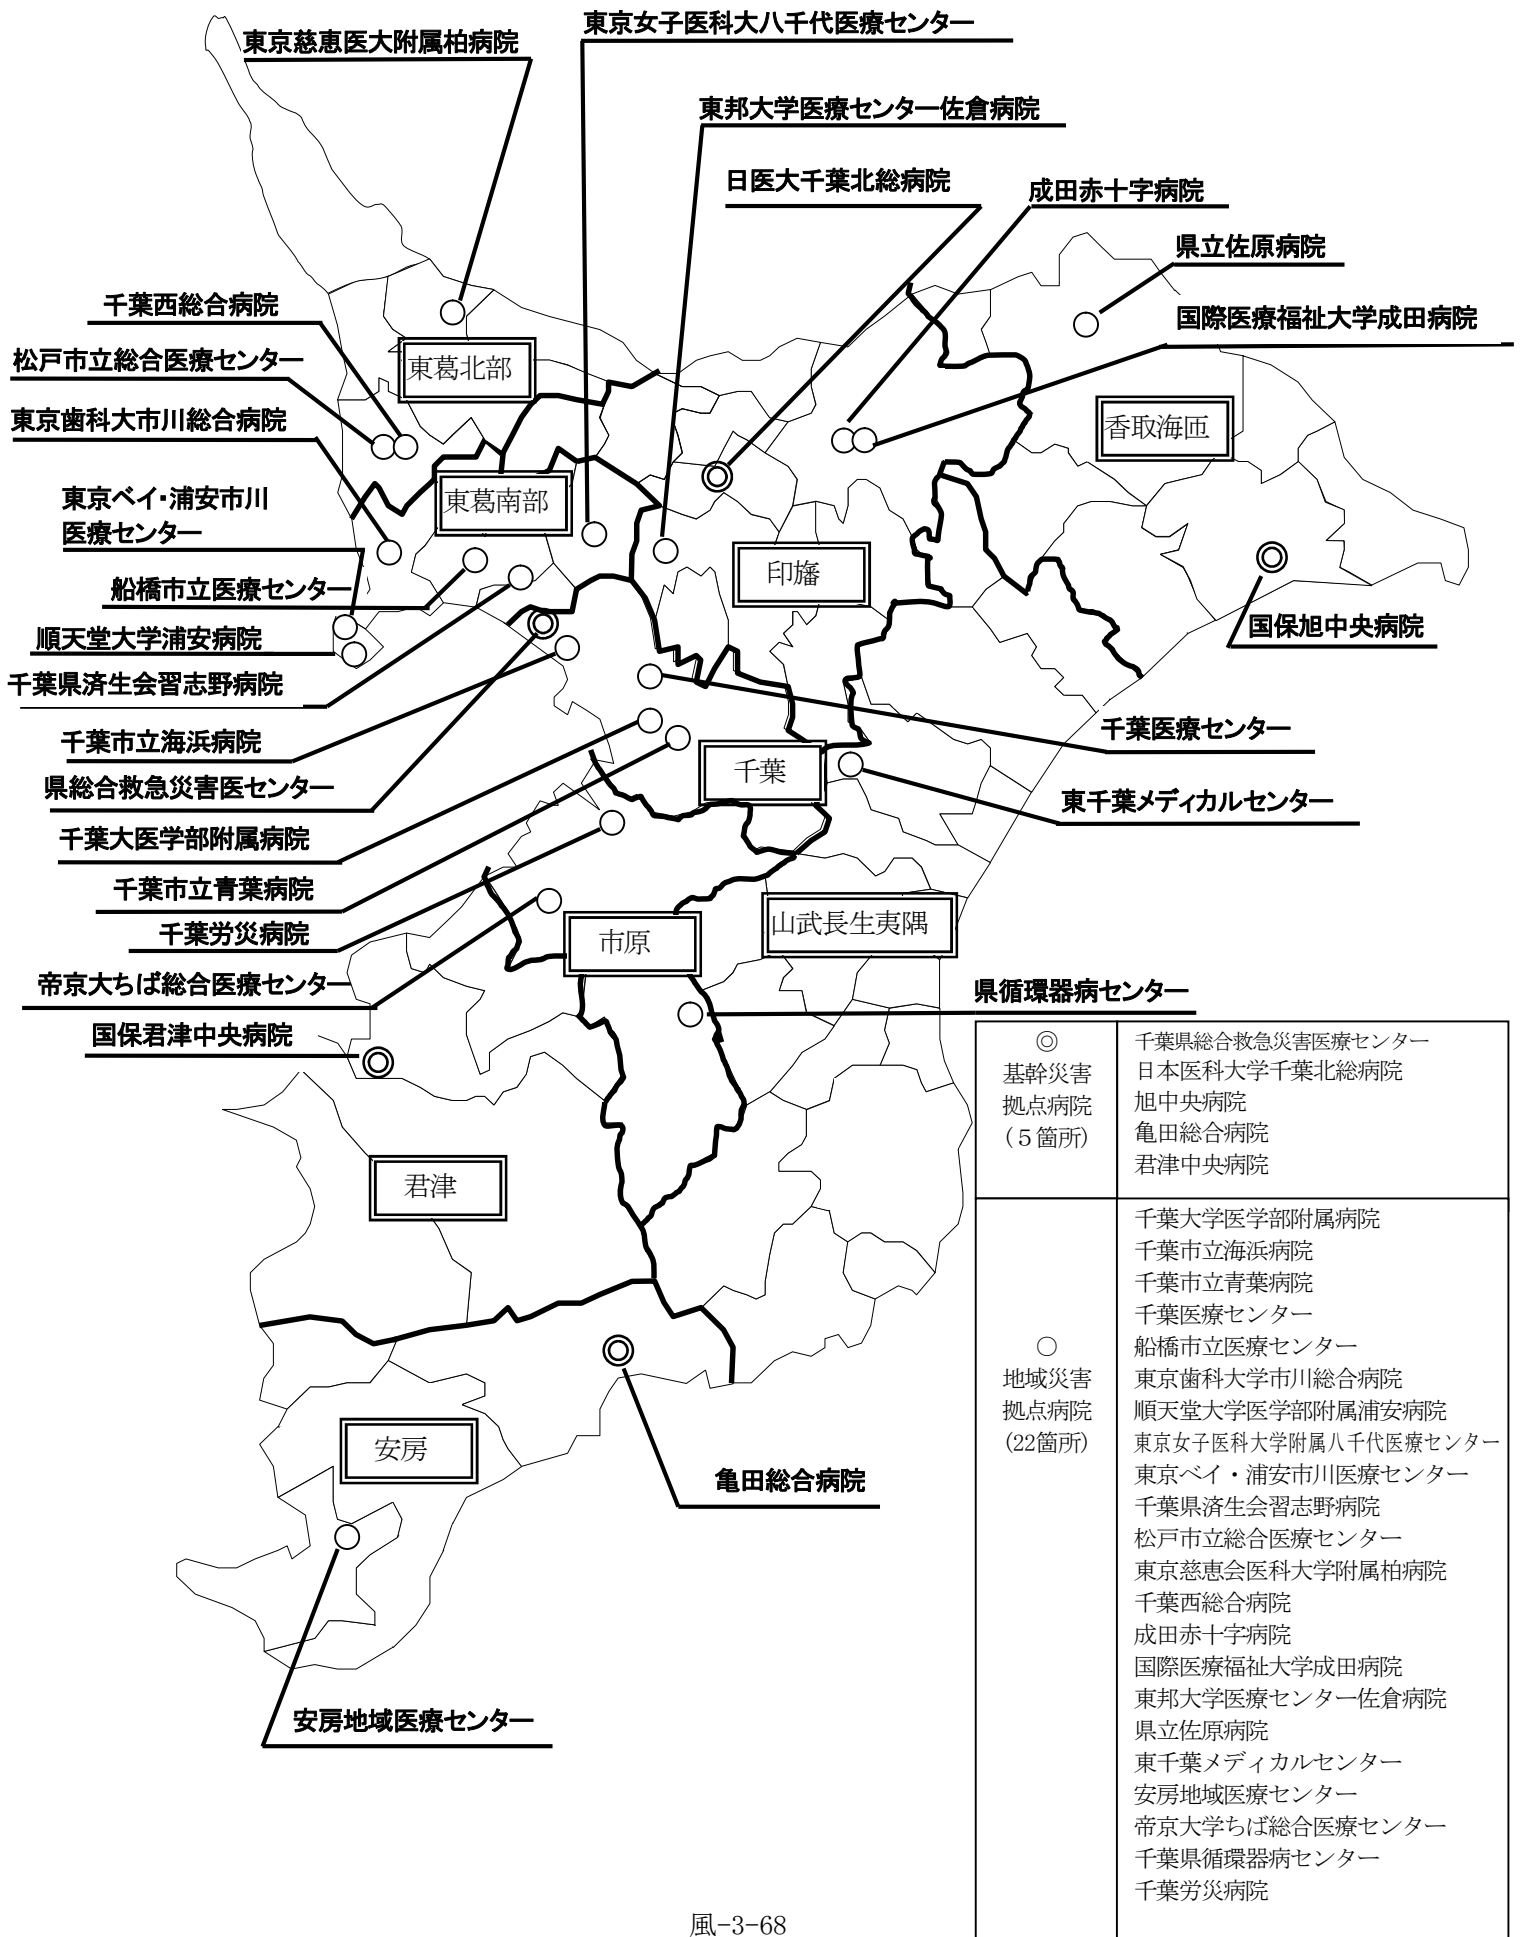 東京女子医科大八千代医療センター
東京慈恵医大附属柏病院
東邦大学医療センター佐倉病院
日医大千葉北総病院
成田赤十字病院
県立佐原病院
千葉西総合病院
国際医療福祉大学成田病院
松戸市立総合医療センター
東葛北部
東京歯科大市川総合病院
香取海匝
東京ベイ・浦安市川
医療センター
東葛南部
印旛
船橋市立医療センター
順天堂大学浦安病院
国保旭中央病院
千葉県済生会習志野病院
千葉市立海浜病院
千葉医療センター
県総合救急災害医センター
千葉
東千葉メディカルセンター
千葉大医学部附属病院
千葉市立青葉病院
千葉労災病院
市原
山武長生夷隅
帝京大ちば総合医療センター
県循環器病センター
国保君津中央病院
君津
安房
亀田総合病院
安房地域医療センター
◎
基幹災害
拠点病院
(５箇所)
千葉県総合救急災害医療センター
日本医科大学千葉北総病院
旭中央病院
亀田総合病院
君津中央病院
○
地域災害
拠点病院
(22箇所)
千葉大学医学部附属病院
千葉市立海浜病院
千葉市立青葉病院
千葉医療センター
船橋市立医療センター
東京歯科大学市川総合病院
順天堂大学医学部附属浦安病院
東京女子医科大学附属八千代医療センター
東京ベイ・浦安市川医療センター
千葉県済生会習志野病院
松戸市立総合医療センター
東京慈恵会医科大学附属柏病院
千葉西総合病院
成田赤十字病院
国際医療福祉大学成田病院
東邦大学医療センター佐倉病院
県立佐原病院
東千葉メディカルセンター
安房地域医療センター
帝京大学ちば総合医療センター
千葉県循環器病センター
千葉労災病院
風-3-68